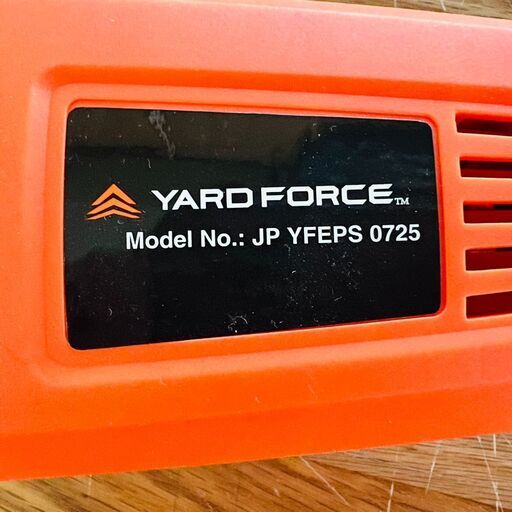 YARD FORCE™
Model No.: JP YFEPS 0725